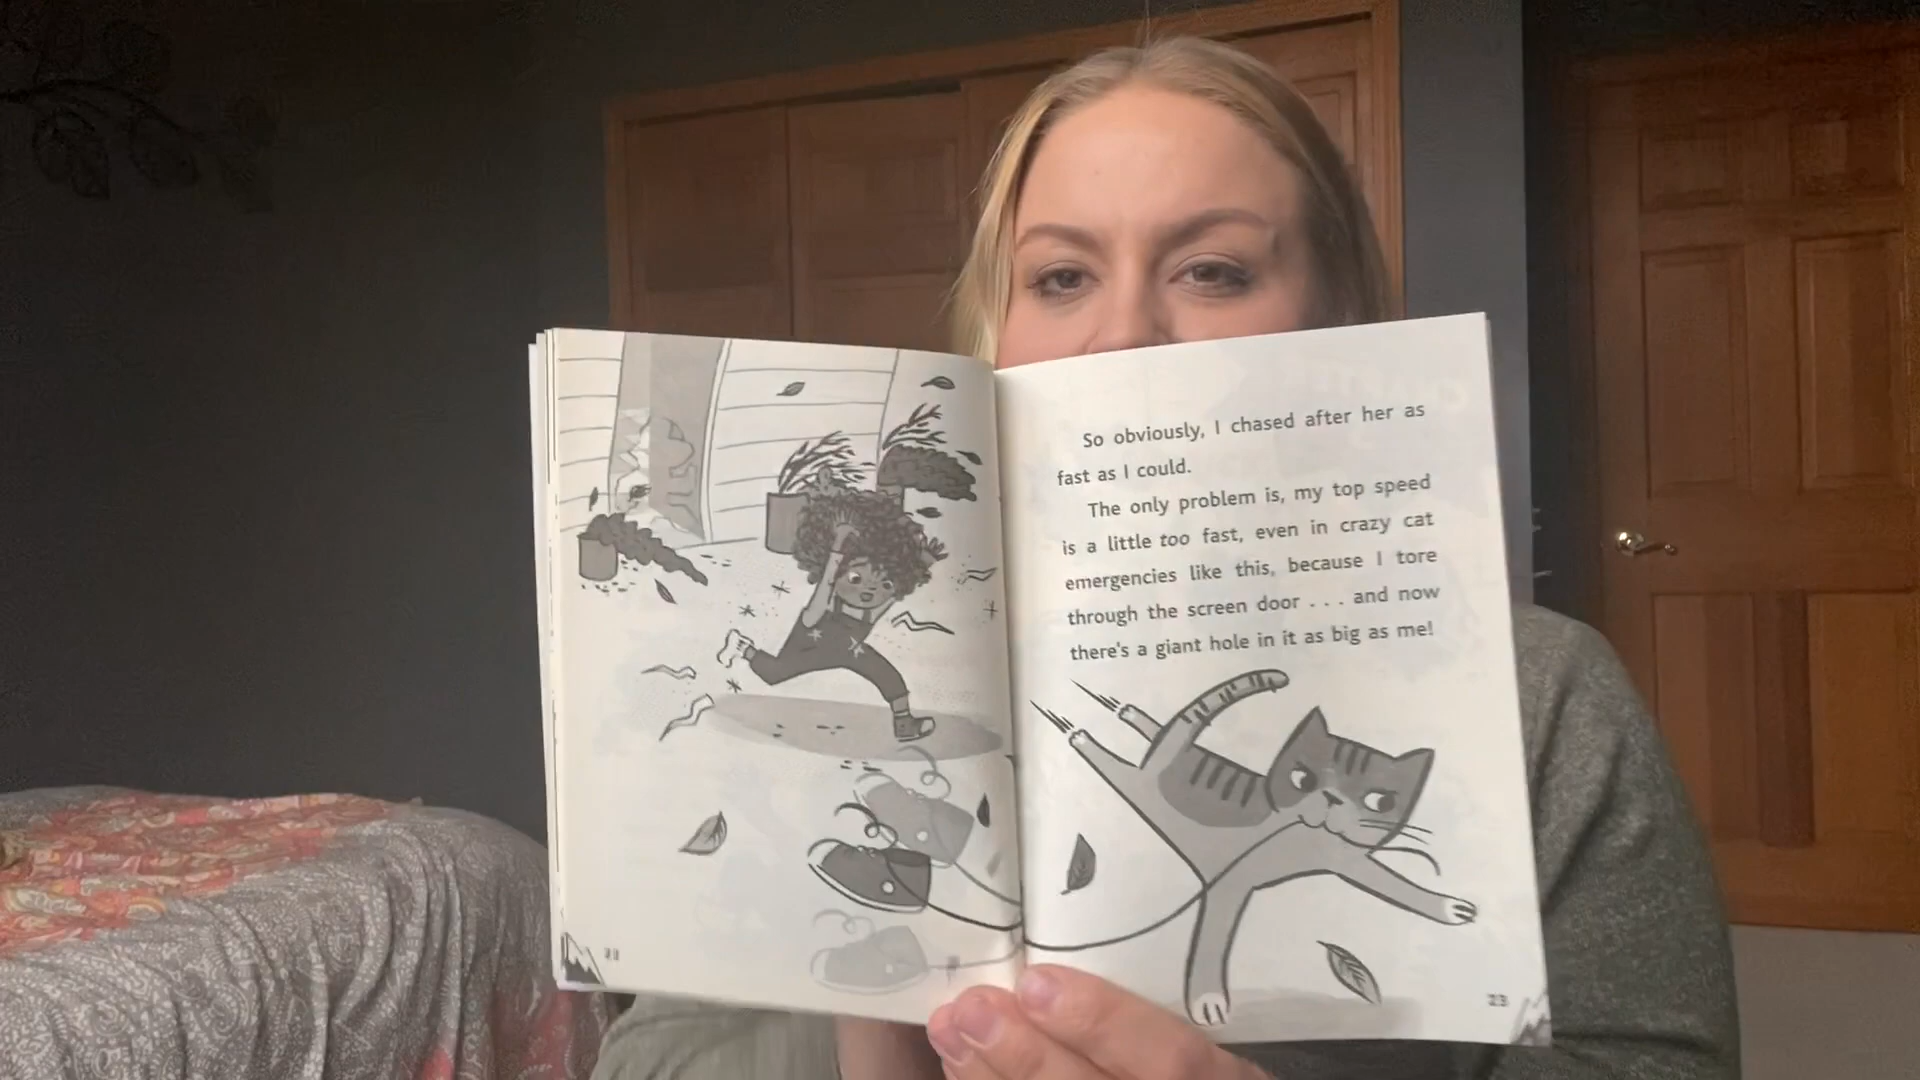 So obviously, I chased after her as
fast as I could.
The only problem is, my top speed
is a little too fast, even in crazy cat
emergencies like this, because I tore
through the screen door . . . and now
there's a giant hole in it as big as me!
23